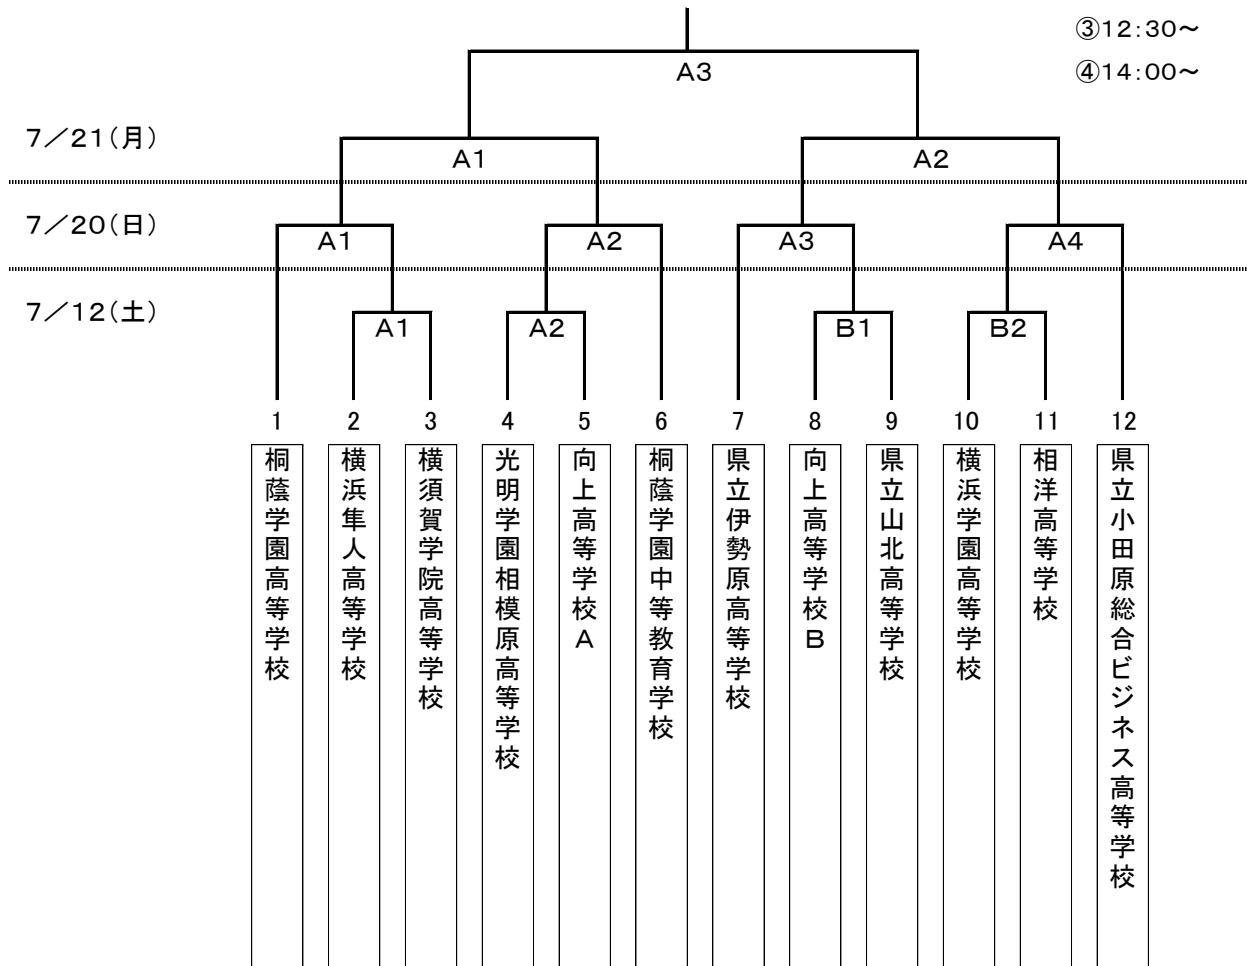 ③12:30～
A3
④14:00～
7／21(月)
A1
A2
7／20(日)
A1
A2
A3
A4
7／12(土)
A1
A2
B1
B2
1
2
3
4
5
6
7
8
9
10
11
12
桐蔭学園高等学校
横浜隼人高等学校
横須賀学院高等学校
光明学園相模原高等学校
向上高等学校A
桐蔭学園中等教育学校
県立伊勢原高等学校
向上高等学校B
県立山北高等学校
横浜学園高等学校
相洋高等学校
県立小田原総合ビジネス高等学校